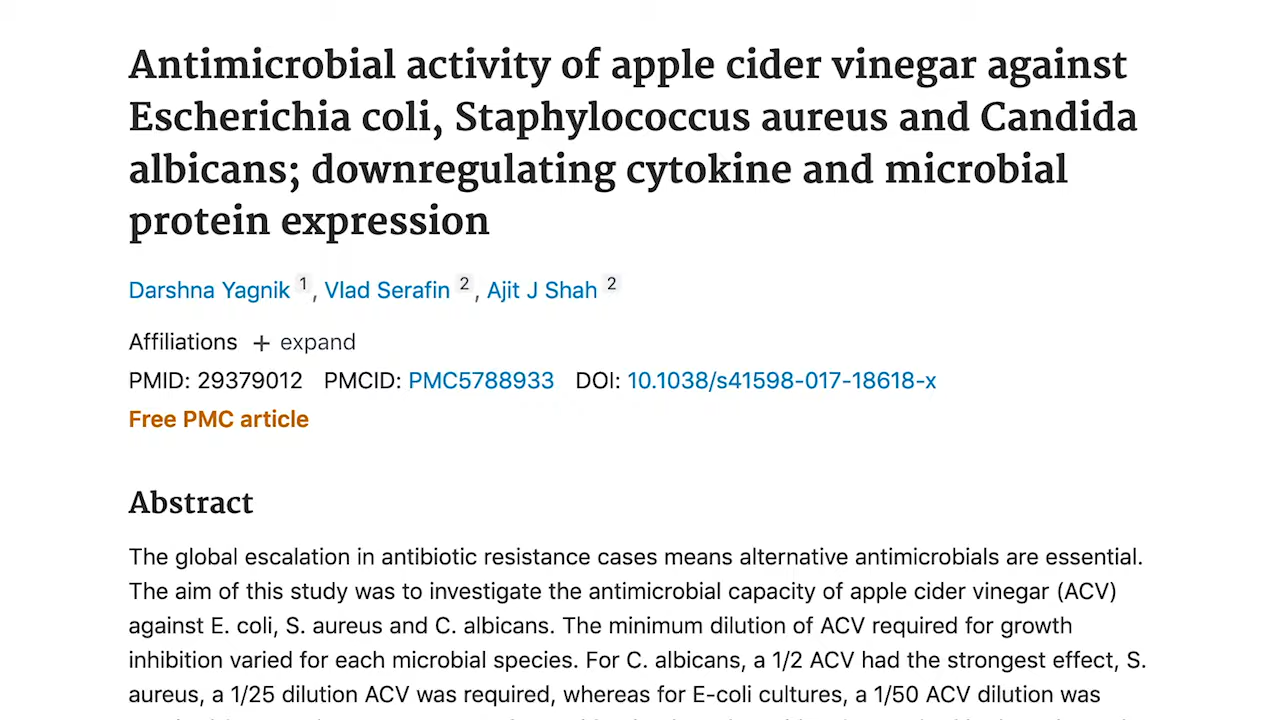 Antimicrobial activity of apple cider vinegar against
Escherichia coli, Staphylococcus aureus and Candida
albicans; downregulating cytokine and microbial
protein expression
Darshna Yagnik 1, Vlad Serafin 2, Ajit J Shah 2
Affiliations + expand
PMID: 29379012 PMCID: PMC5788933 DOI: 10.1038/s41598-017-18618-x
Free PMC article
Abstract
The global escalation in antibiotic resistance cases means alternative antimicrobials are essential.
The aim of this study was to investigate the antimicrobial capacity of apple cider vinegar (ACV)
against E. coli, S. aureus and C. albicans. The minimum dilution of ACV required for growth
inhibition varied for each microbial species. For C. albicans, a 1/2 ACV had the strongest effect, S.
aureus, a 1/25 dilution ACV was required, whereas for E-coli cultures, a 1/50 ACV dilution was